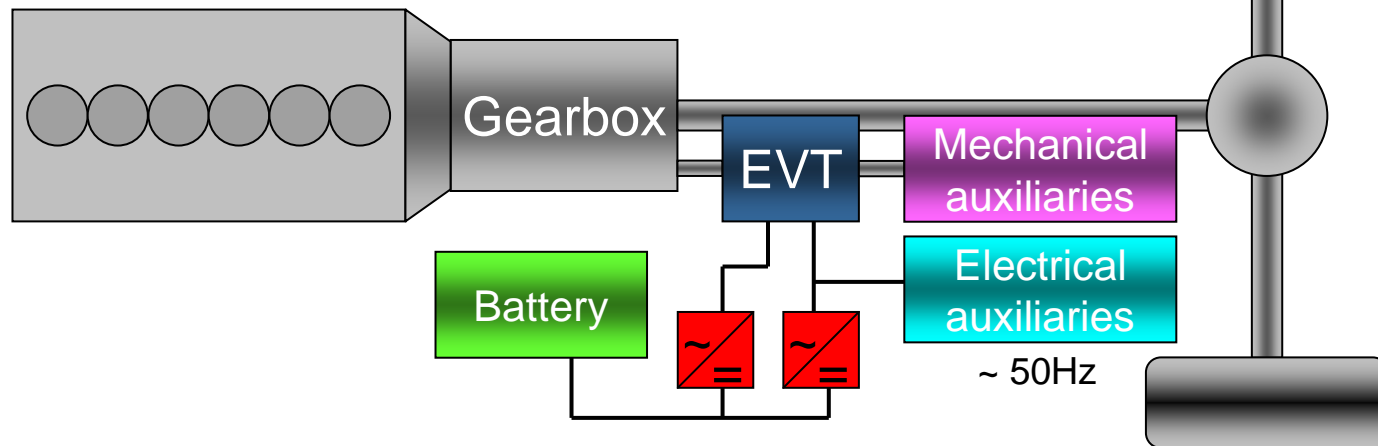 Gearbox
EVT
Mechanical
auxiliaries
Electrical
auxiliaries
Battery
~
=
~
=
~ 50Hz